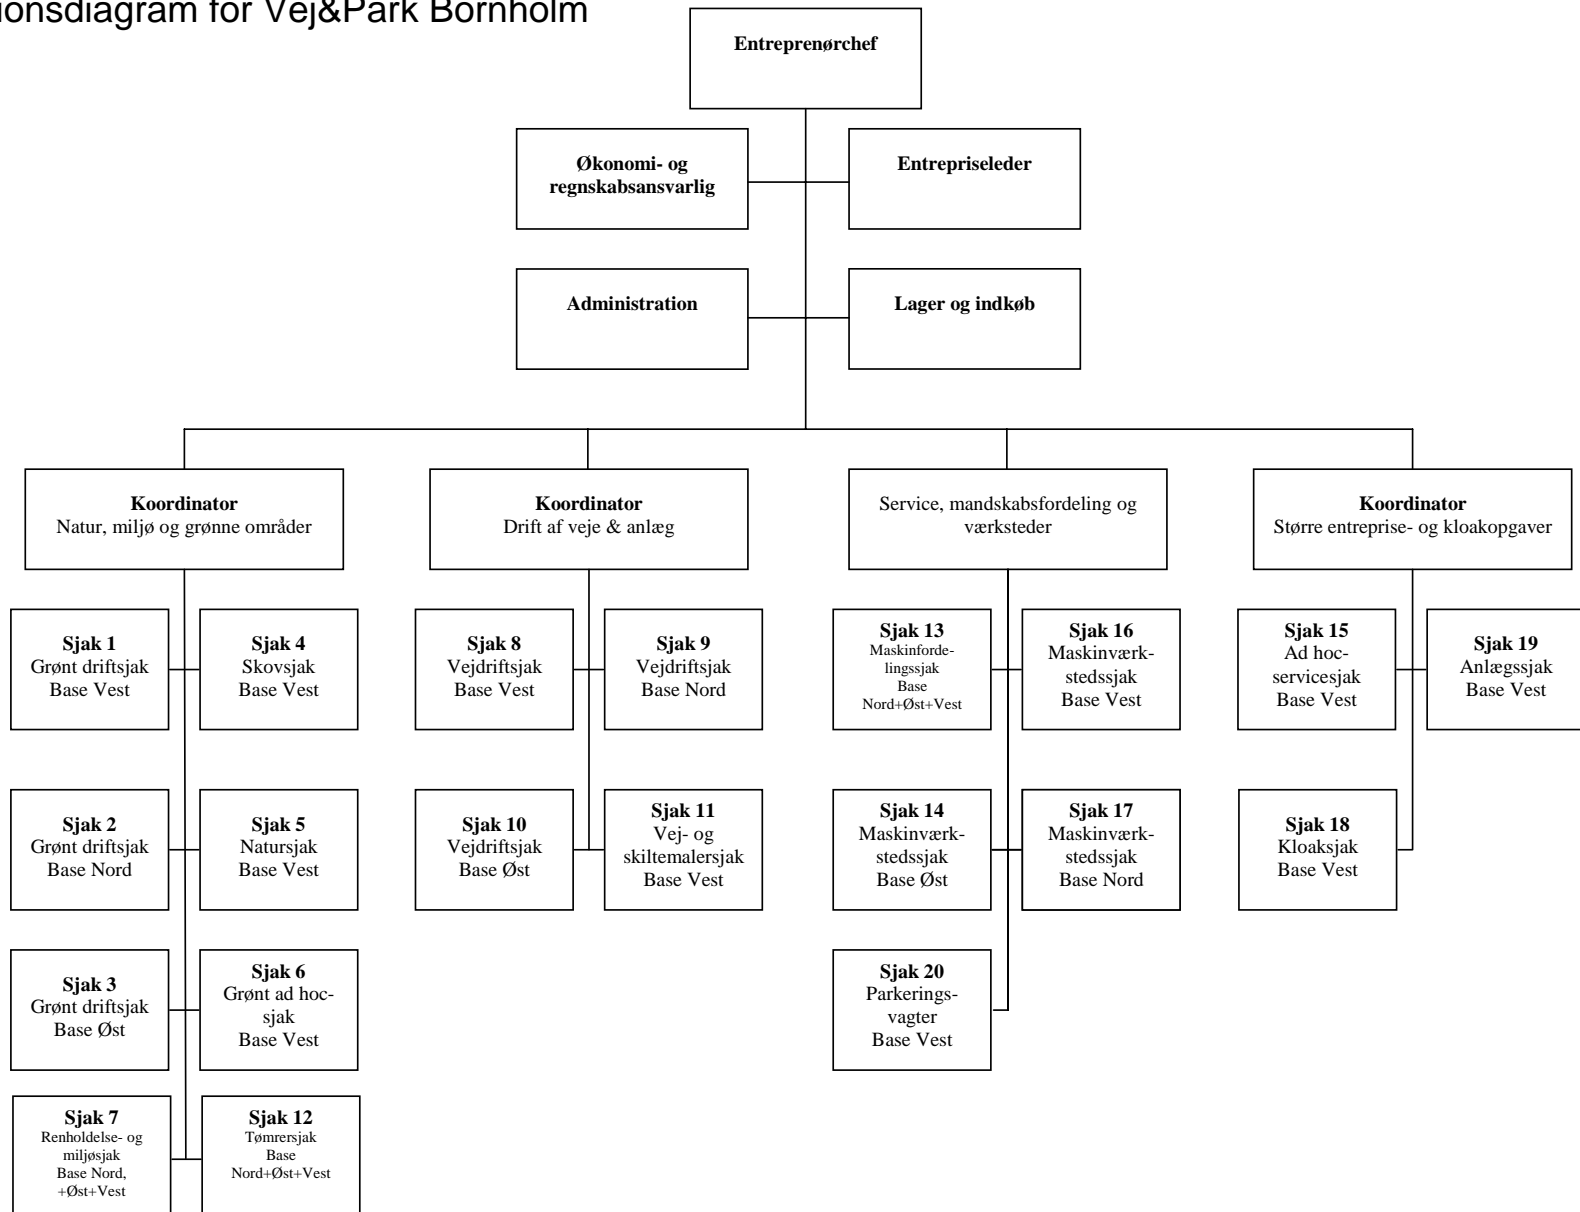 ionsdiagram for Vej&Park Bornholm
Entreprenørchef
Økonomi- og
regnskabsansvarlig
Entrepriseleder
Administration
Lager og indkøb
Koordinator
Natur, miljø og grønne områder
Koordinator
Drift af veje & anlæg
Service, mandskabsfordeling og
værksteder
Koordinator
Større entreprise- og kloakopgaver
Sjak 1
Grønt driftsjak
Base Vest
Sjak 4
Skovsjak
Base Vest
Sjak 8
Vejdriftsjak
Base Vest
Sjak 9
Vejdriftsjak
Base Nord
Sjak 13
Maskinforde-
lingssjak
Base
Nord+Øst+Vest
Sjak 16
Maskinværk-
stedssjak
Base Vest
Sjak 15
Ad hoc-
servicesjak
Base Vest
Sjak 19
Anlægssjak
Base Vest
Sjak 2
Grønt driftsjak
Base Nord
Sjak 5
Natursjak
Base Vest
Sjak 10
Vejdriftsjak
Base Øst
Sjak 11
Vej- og
skiltemalersjak
Base Vest
Sjak 14
Maskinværk-
stedssjak
Base Øst
Sjak 17
Maskinværk-
stedssjak
Base Nord
Sjak 18
Kloaksjak
Base Vest
Sjak 3
Grønt driftsjak
Base Øst
Sjak 6
Grønt ad hoc-
sjak
Base Vest
Sjak 20
Parkerings-
vagter
Base Vest
Sjak 7
Renholdelse- og
miljøsjak
Base Nord,
+Øst+Vest
Sjak 12
Tømrersjak
Base
Nord+Øst+Vest